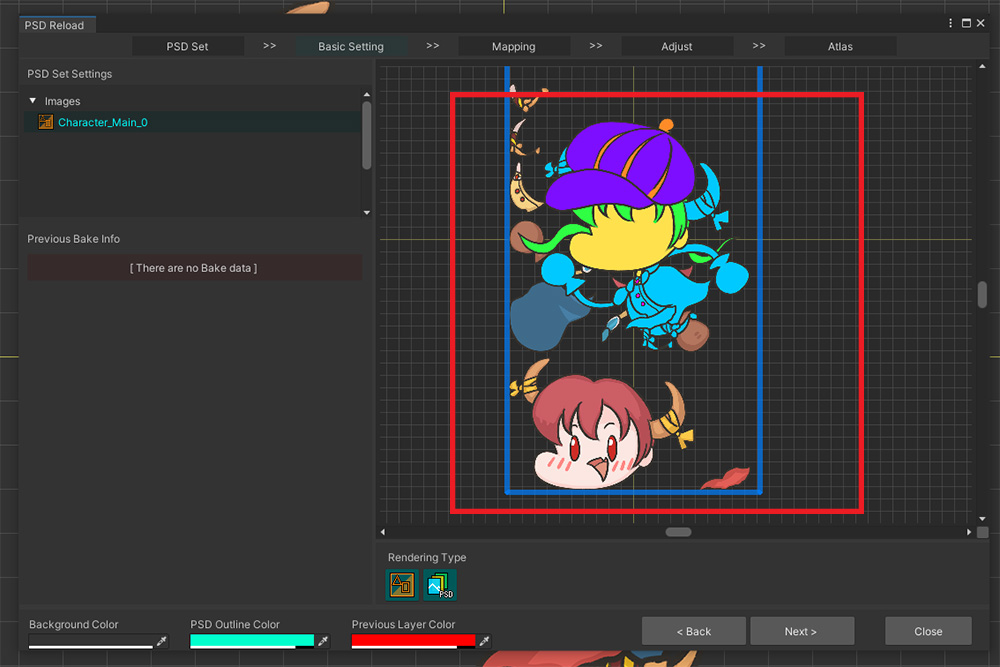 PSD Reload
PSD Set >> Basic Setting >> Mapping >> Adjust >> Atlas
PSD Set Settings
Images
Character_Main_0
Previous Bake Info
[ There are no Bake data ]
Rendering Type
PSD
Background Color
PSD Outline Color
Previous Layer Color
< Back
Next >
Close